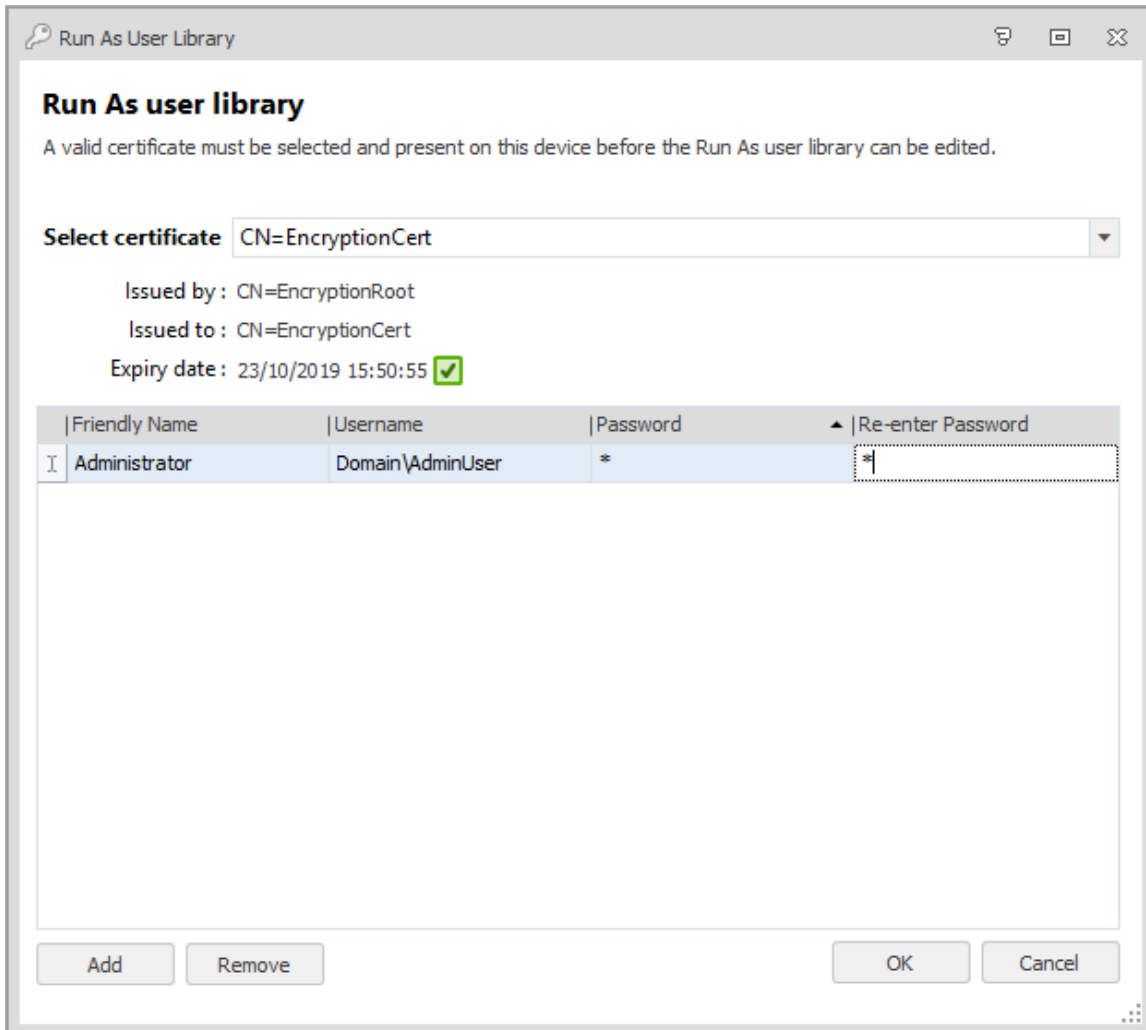 Run As User Library
Run As user library
A valid certificate must be selected and present on this device before the Run As user library can be edited.
Select certificate CN=EncryptionCert
Issued by : CN=EncryptionRoot
Issued to : CN=EncryptionCert
Expiry date : 23/10/2019 15:50:55
|Friendly Name |Username |Password |Re-enter Password
Administrator Domain\AdminUser * *
Add Remove OK Cancel